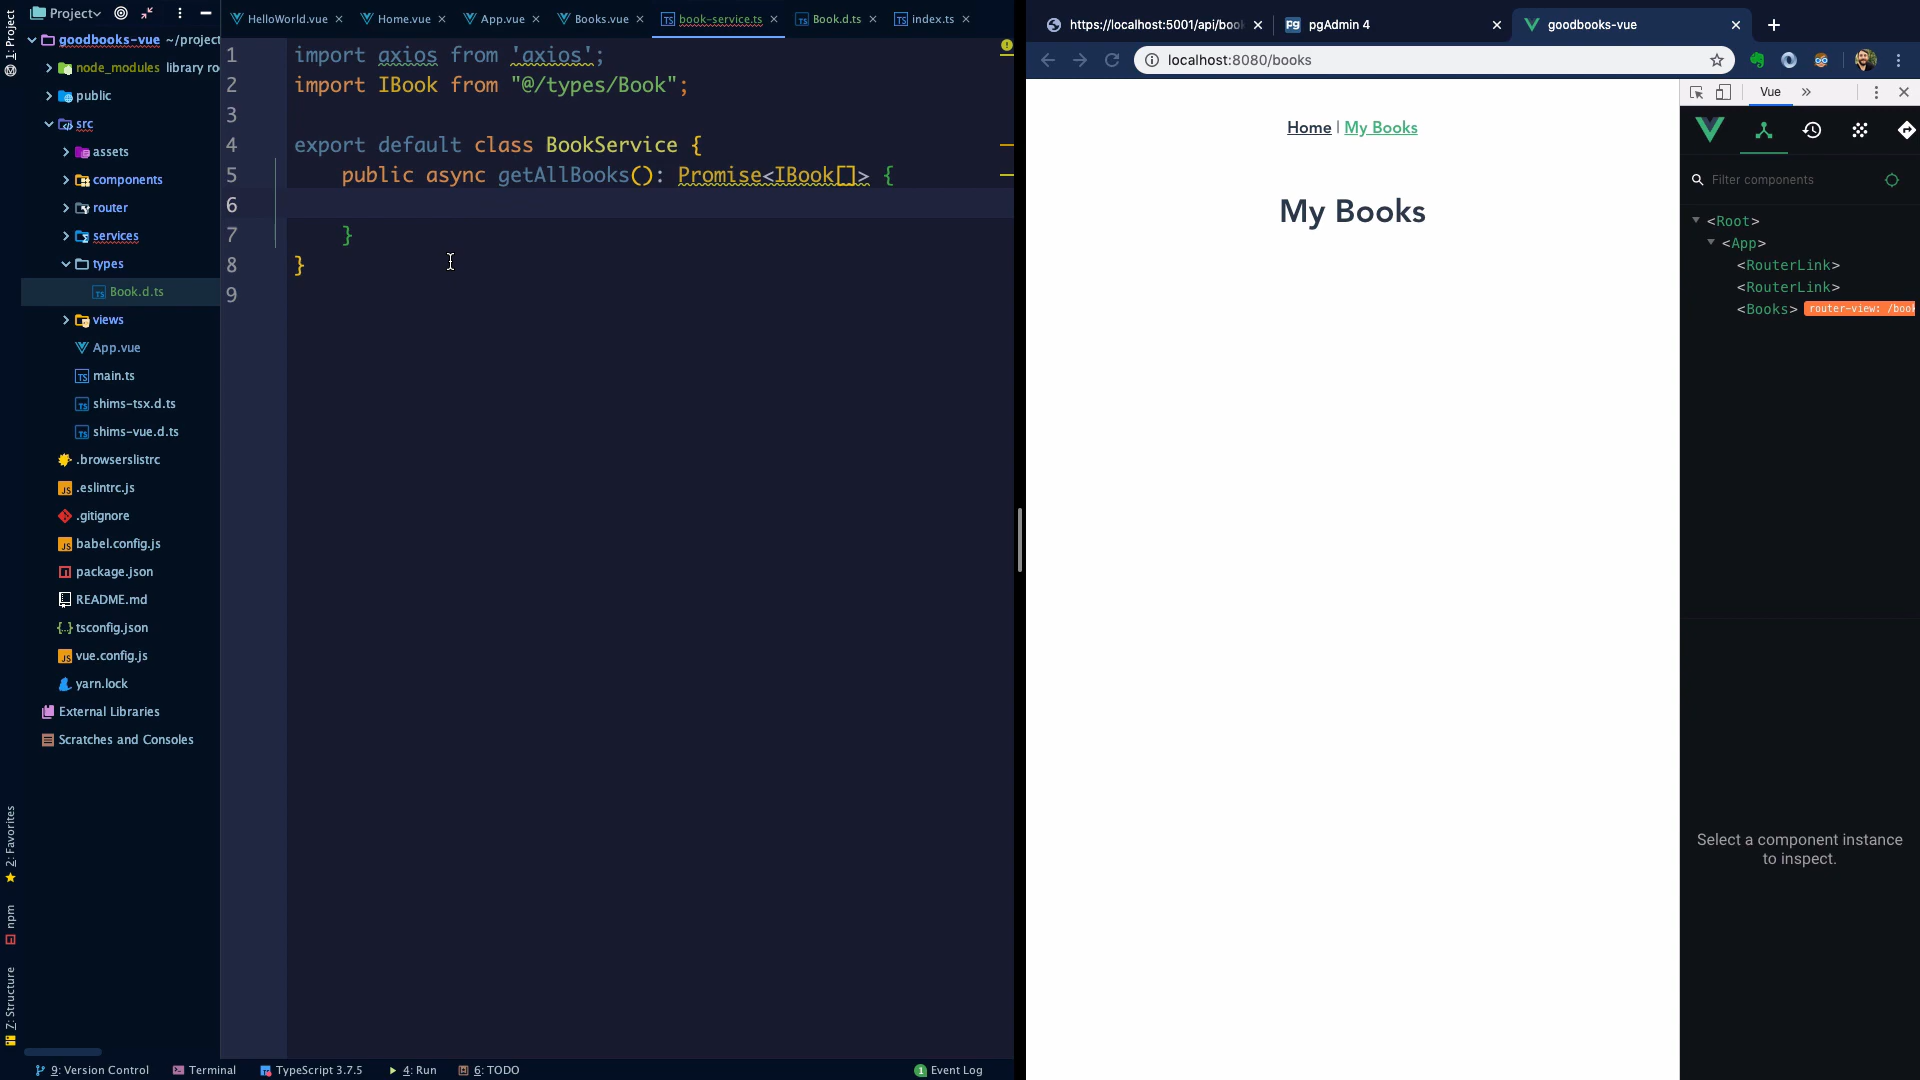 1: Project
Project
goodbooks-vue ~/project
node_modules library ro
public
src
assets
components
router
services
types
Book.d.ts
views
App.vue
main.ts
shims-tsx.d.ts
shims-vue.d.ts
.browserslistrc
.eslintrc.js
.gitignore
babel.config.js
package.json
README.md
tsconfig.json
vue.config.js
yarn.lock
External Libraries
Scratches and Consoles
2: Favorites
npm
Z: Structure
HelloWorld.vue
Home.vue
App.vue
Books.vue
book-service.ts
Book.d.ts
index.ts
1 import axios from 'axios';
2 import IBook from "@/types/Book";
3
4 export default class BookService {
5 public async getAllBooks(): Promise<IBook[]> {
6
7 }
8 }
9
9: Version Control
Terminal
TypeScript 3.7.5
4: Run
6: TODO
1 Event Log
https://localhost:5001/api/boo
pgAdmin 4
goodbooks-vue
localhost:8080/books
Home | My Books
My Books
Vue
Filter components
<Root>
<App>
<RouterLink>
<RouterLink>
<Books> router-view: /book
Select a component instance
to inspect.